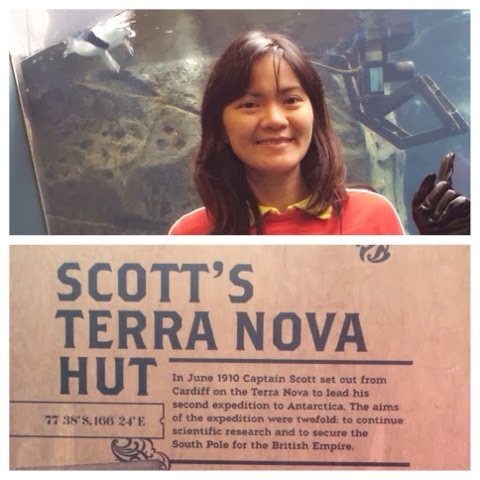 SCOTT'S
TERRA NOVA
HUT
In June 1910 Captain Scott set out from
Cardiff on the Terra Nova to lead his
second expedition to Antarctica. The aims
of the expedition were twofold: to continue
scientific research and to secure the
South Pole for the British Empire.
77 38'S, 166 24'E